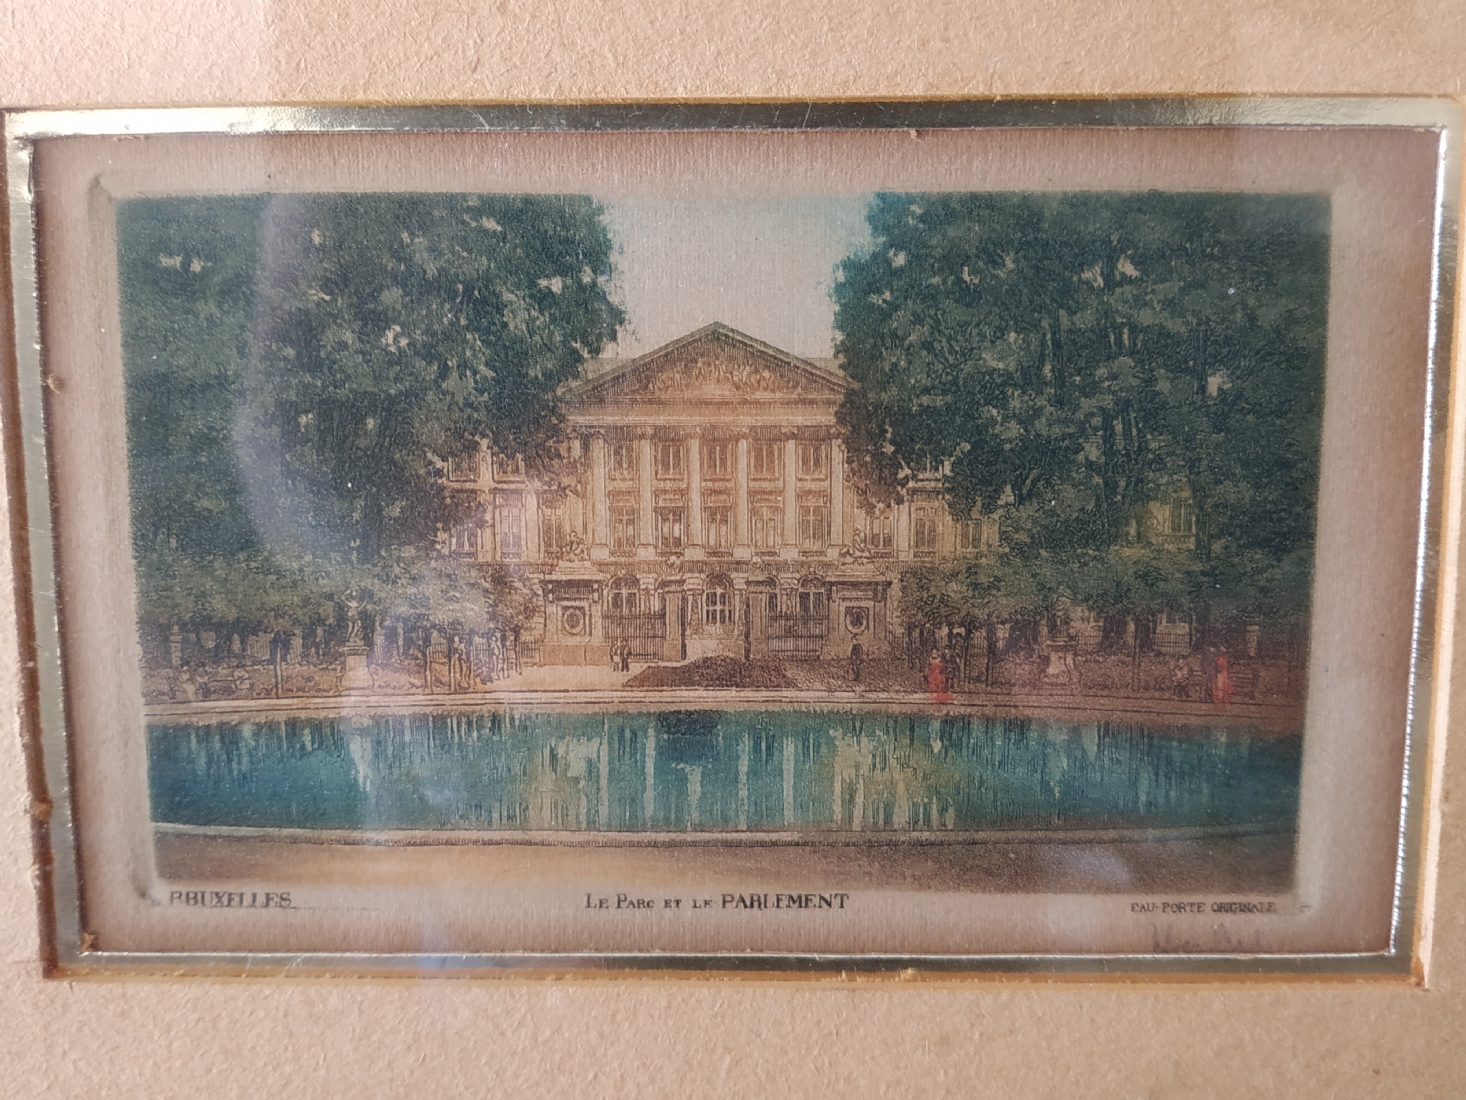 BRUXELLES
LE PARC ET LE PARLEMENT
EAU-FORTE ORIGINALE